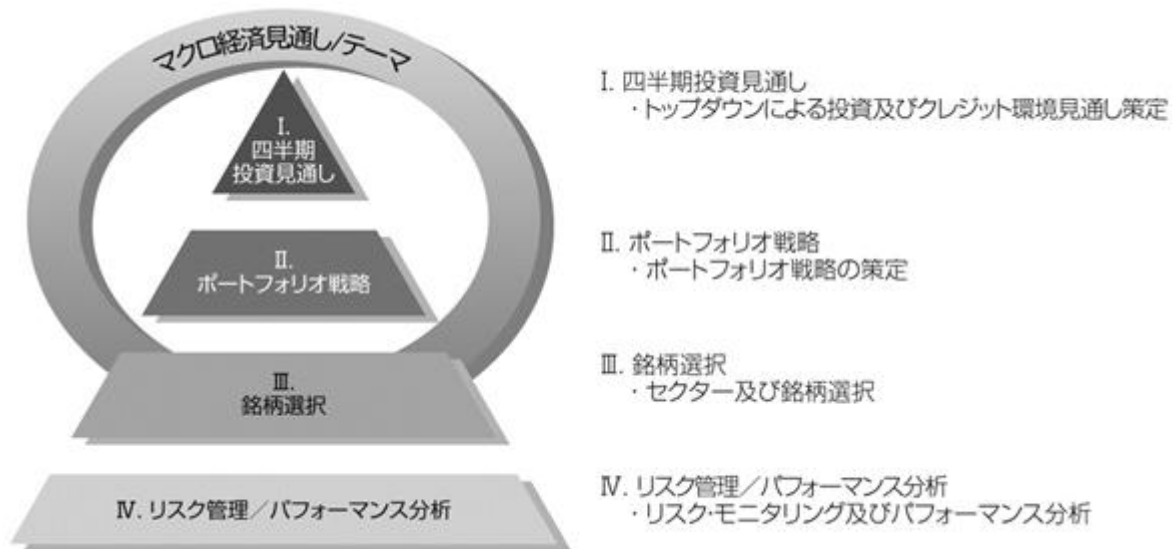 マクロ経済見通し/テーマ
I.
四半期
投資見通し
II.
ポートフォリオ戦略
III.
銘柄選択
IV. リスク管理／パフォーマンス分析
I. 四半期投資見通し
・トップダウンによる投資及びクレジット環境見通し策定
II. ポートフォリオ戦略
・ポートフォリオ戦略の策定
III. 銘柄選択
・セクター及び銘柄選択
IV. リスク管理／パフォーマンス分析
・リスク・モニタリング及びパフォーマンス分析